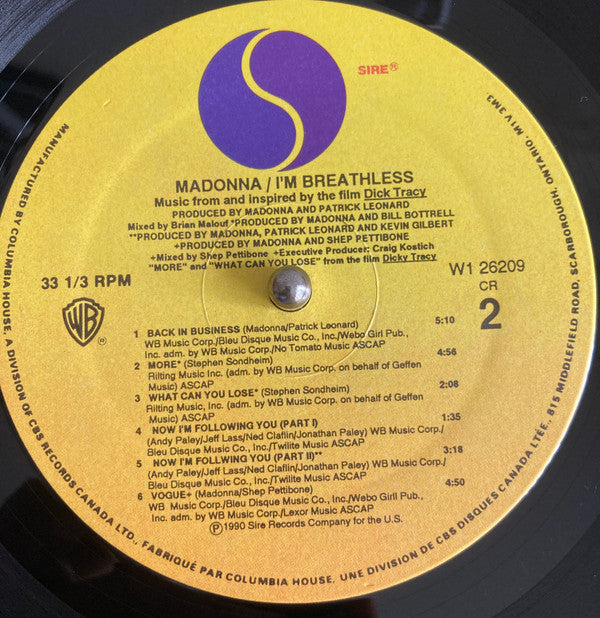 SIRE®
MADONNA / I'M BREATHLESS
Music from and inspired by the film Dick Tracy
PRODUCED BY MADONNA AND PATRICK LEONARD
Mixed by Brian Malouf *PRODUCED BY MADONNA AND BILL BOTTRELL
**PRODUCED BY MADONNA, PATRICK LEONARD AND KEVIN GILBERT
+PRODUCED BY MADONNA AND SHEP PETTIBONE
+Mixed by Shep Pettibone +Executive Producer: Craig Kostich
"MORE" and "WHAT CAN YOU LOSE" from the film Dicky Tracy
33 1/3 RPM
W1 26209
CR
2
WB
®
1 BACK IN BUSINESS (Madonna/Patrick Leonard) 5:10
WB Music Corp./Bleu Disque Music Co., Inc./Webo Girl Pub.,
Inc. adm. by WB Music Corp./No Tomato Music ASCAP
2 MORE* (Stephen Sondheim) 4:56
Rilting Music Inc. (adm. by WB Music Corp. on behalf of Geffen
Music) ASCAP
3 WHAT CAN YOU LOSE* (Stephen Sondheim) 2:08
Rilting Music, Inc. (adm. by WB Music Corp. on behalf of Geffen
Music) ASCAP
4 NOW I'M FOLLOWING YOU (PART I) 1:35
(Andy Paley/Jeff Lass/Ned Claflin/Jonathan Paley) WB Music Corp./
Bleu Disque Music Co., Inc./Twilite Music ASCAP
5 NOW I'M FOLLWING YOU (PART II)** 3:18
(Andy Paley/Jeff Lass/Ned Claflin/Jonathan Paley) WB Music Corp./
Bleu Disque Music Co., Inc./Twilite Music ASCAP
6 VOGUE+ (Madonna/Shep Pettibone) 4:50
WB Music Corp./Bleu Disque Music Co., Inc./Webo Girl Pub.,
Inc. adm. by WB Music Corp./Lexor Music ASCAP
Ⓟ1990 Sire Records Company for the U.S.
MANUFACTURED BY COLUMBIA HOUSE, A DIVISION OF CBS RECORDS CANADA LTD., FABRIQUÉ PAR COLUMBIA HOUSE, UNE DIVISION DE CBS DISQUES CANADA LTÉE., 815 MIDDLEFIELD ROAD, SCARBOROUGH, ONTARIO, M1V 3M3